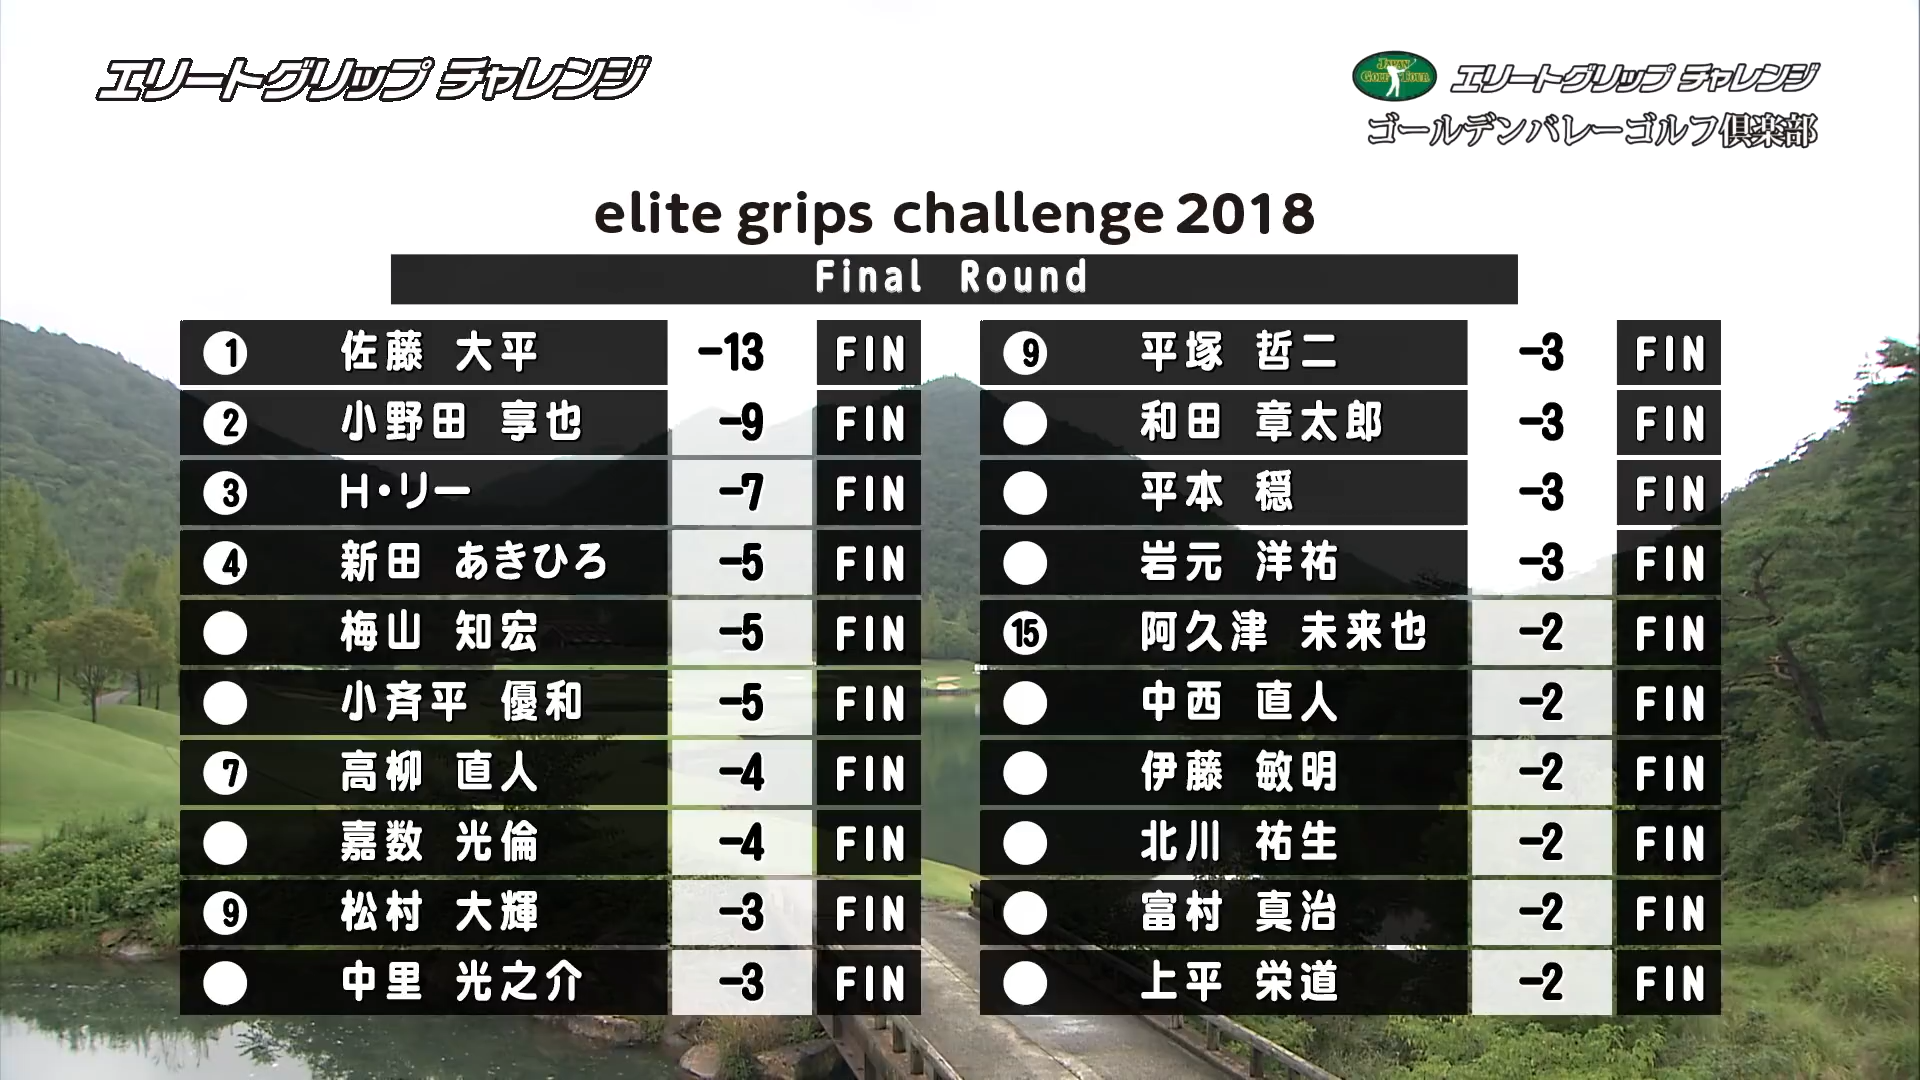 エリートグリップ チャレンジ
JAPAN GOLF TOUR
エリートグリップ チャレンジ
ゴールデンバレーゴルフ倶楽部
elite grips challenge 2018
Final Round
1 佐藤 大平 -13 FIN
2 小野田 享也 -9 FIN
3 H・リー -7 FIN
4 新田 あきひろ -5 FIN
梅山 知宏 -5 FIN
小斉平 優和 -5 FIN
7 高柳 直人 -4 FIN
嘉数 光倫 -4 FIN
9 松村 大輝 -3 FIN
中里 光之介 -3 FIN
9 平塚 哲二 -3 FIN
和田 章太郎 -3 FIN
平本 穏 -3 FIN
岩元 洋祐 -3 FIN
15 阿久津 未来也 -2 FIN
中西 直人 -2 FIN
伊藤 敏明 -2 FIN
北川 祐生 -2 FIN
富村 真治 -2 FIN
上平 栄道 -2 FIN